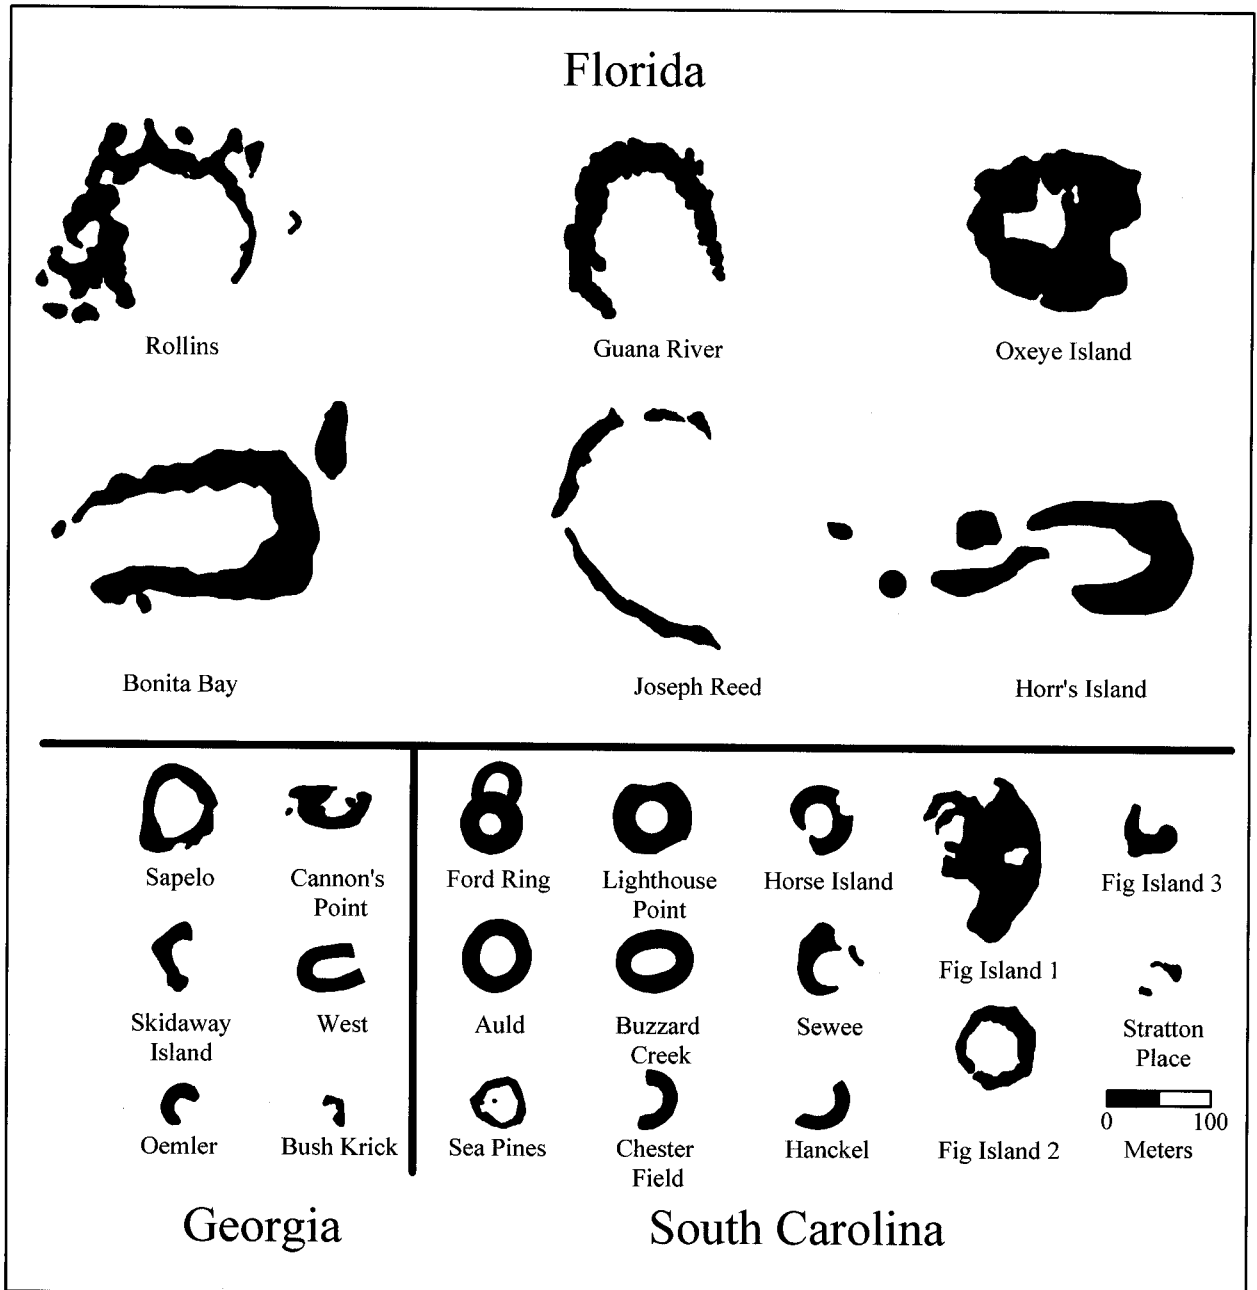 Florida
Rollins
Guana River
Oxeye Island
Bonita Bay
Joseph Reed
Horr's Island
Sapelo
Cannon's
Point
Ford Ring
Lighthouse
Point
Horse Island
Fig Island 1
Fig Island 3
Skidaway
Island
West
Auld
Buzzard
Creek
Sewee
Fig Island 2
Stratton
Place
Oemler
Bush Krick
Sea Pines
Chester
Field
Hanckel
0 100
Meters
Georgia
South Carolina